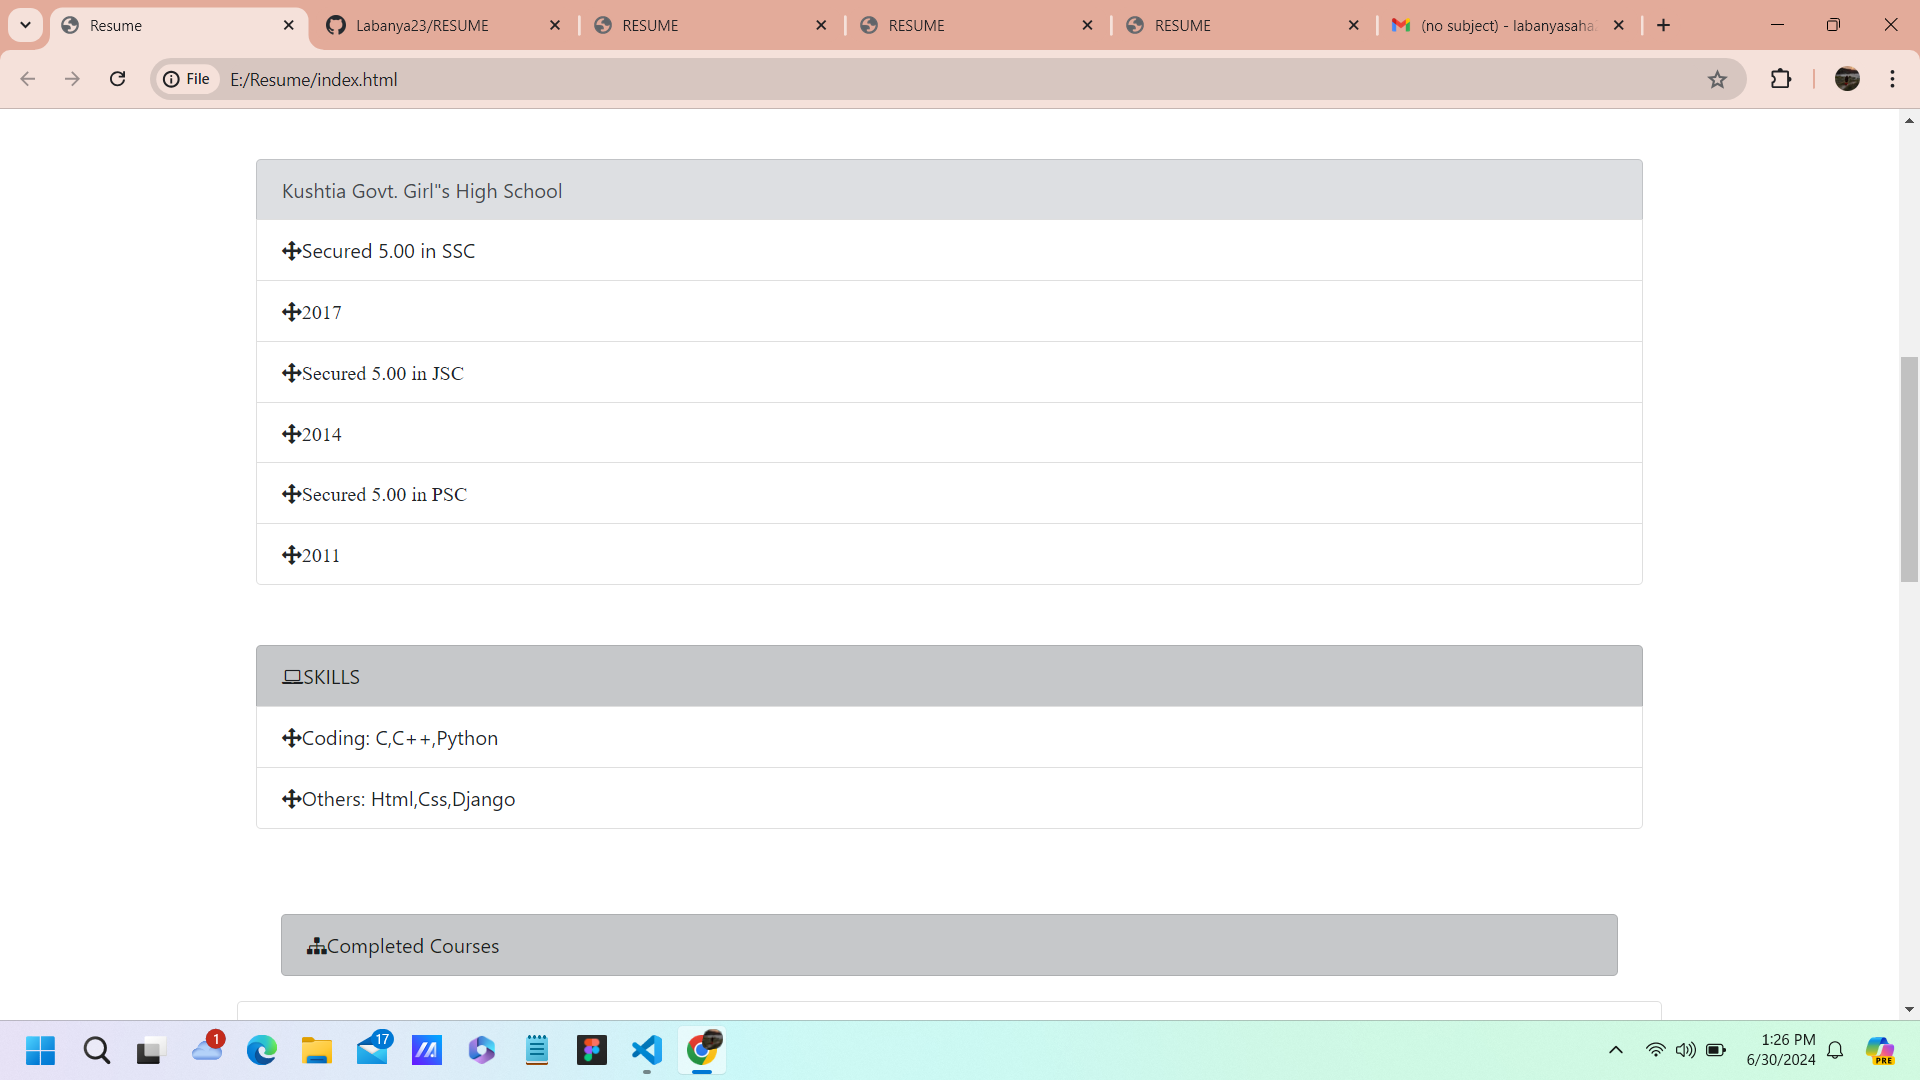 Resume
Labanya23/RESUME
RESUME
RESUME
RESUME
(no subject) - labanyasaha
File
E:/Resume/index.html
Kushtia Govt. Girl"s High School
Secured 5.00 in SSC
2017
Secured 5.00 in JSC
2014
Secured 5.00 in PSC
2011
SKILLS
Coding: C,C++,Python
Others: Html,Css,Django
Completed Courses
1
17
1:26 PM
6/30/2024
PRE